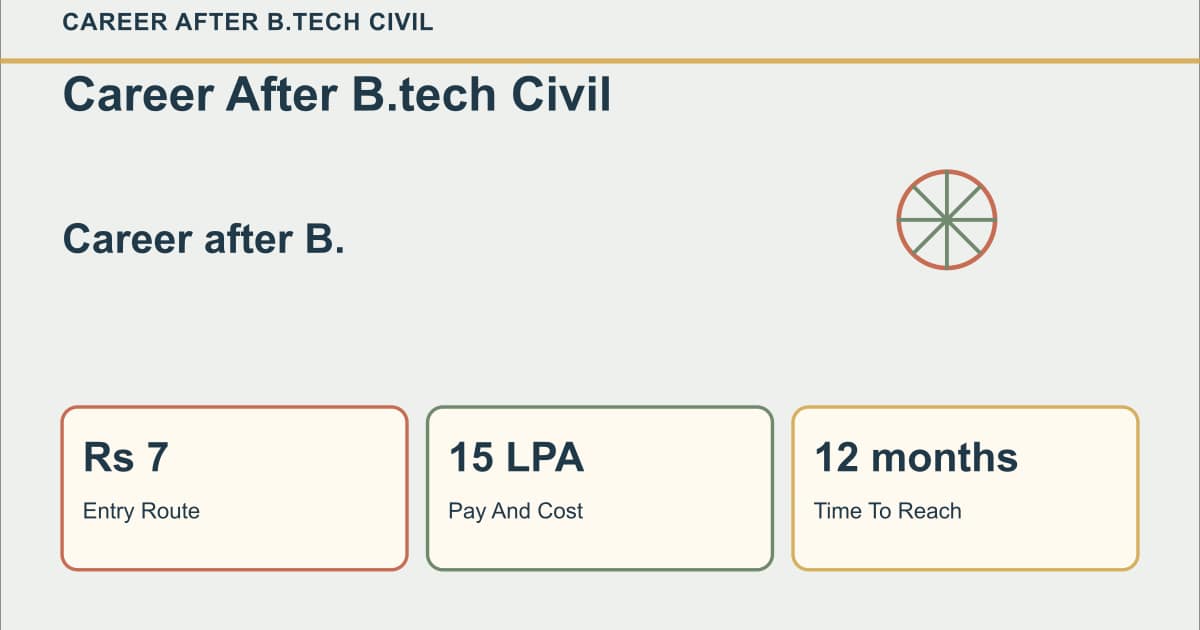 CAREER AFTER B.TECH CIVIL
Career After B.tech Civil
Career after B.
Rs 7
Entry Route
15 LPA
Pay And Cost
12 months
Time To Reach